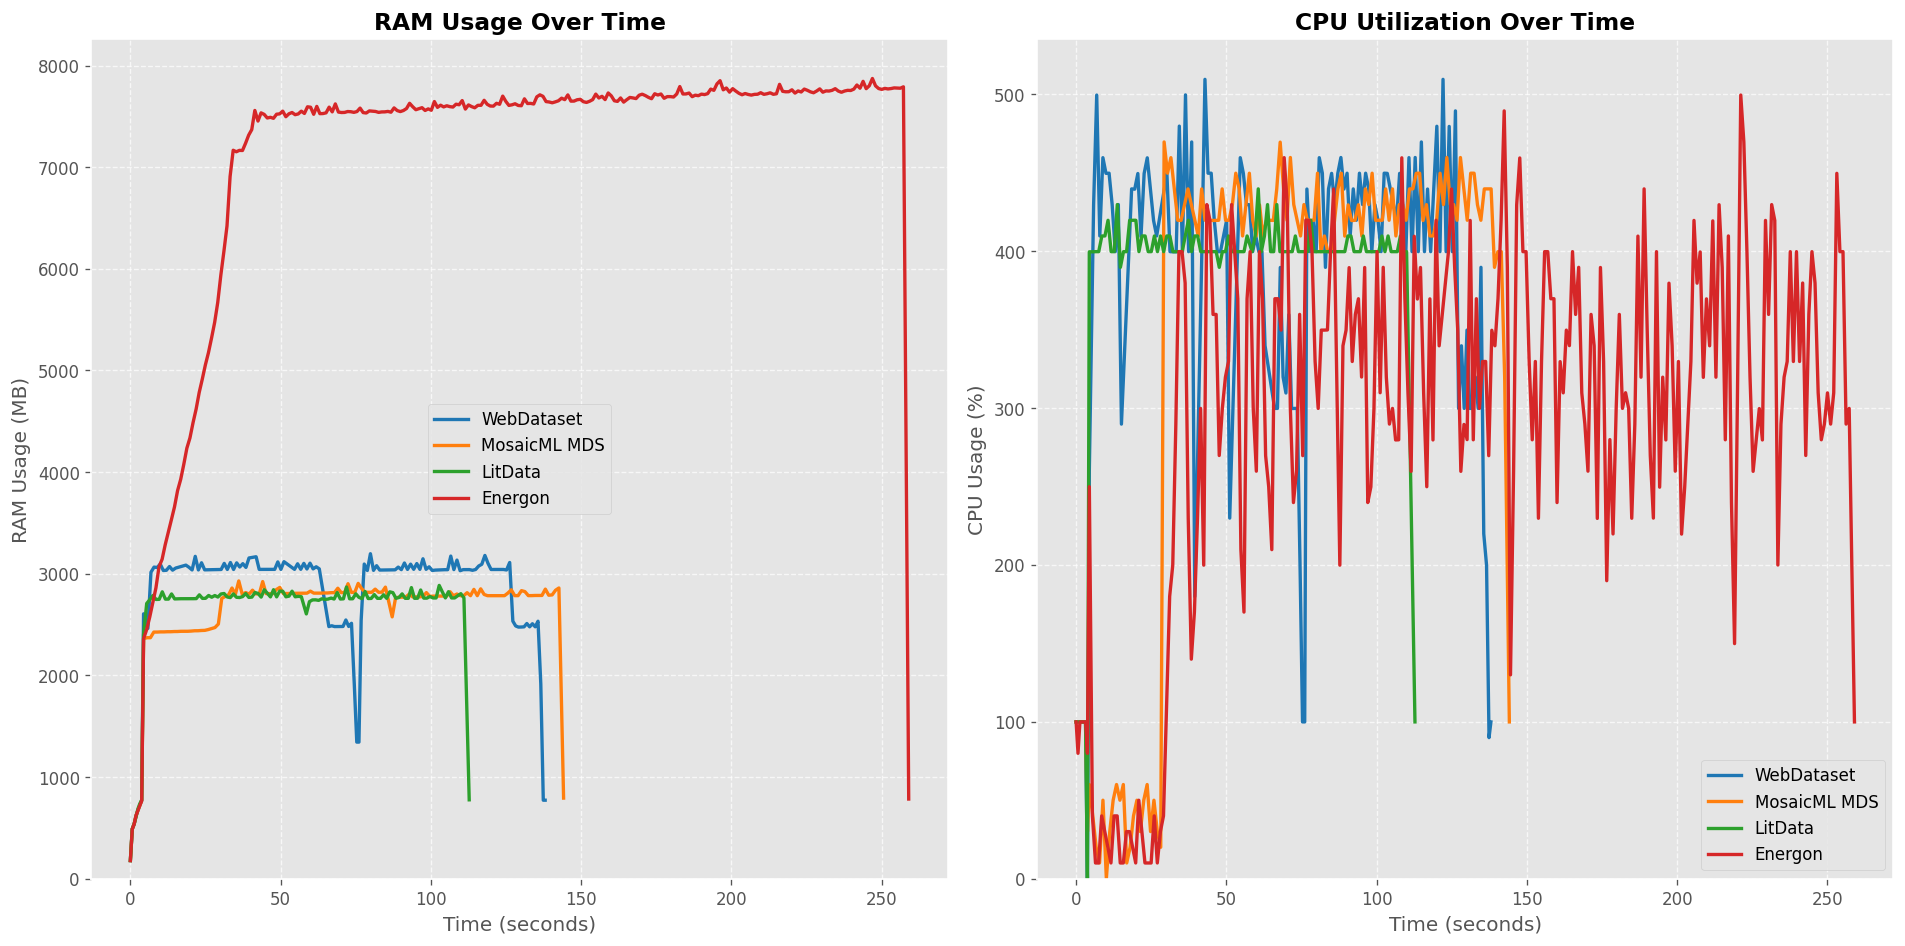 RAM Usage Over Time
RAM Usage (MB)
8000
7000
6000
5000
4000
3000
2000
1000
0
WebDataset
MosaicML MDS
LitData
Energon
0 50 100 150 200 250
Time (seconds)
CPU Utilization Over Time
CPU Usage (%)
500
400
300
200
100
0
WebDataset
MosaicML MDS
LitData
Energon
0 50 100 150 200 250
Time (seconds)